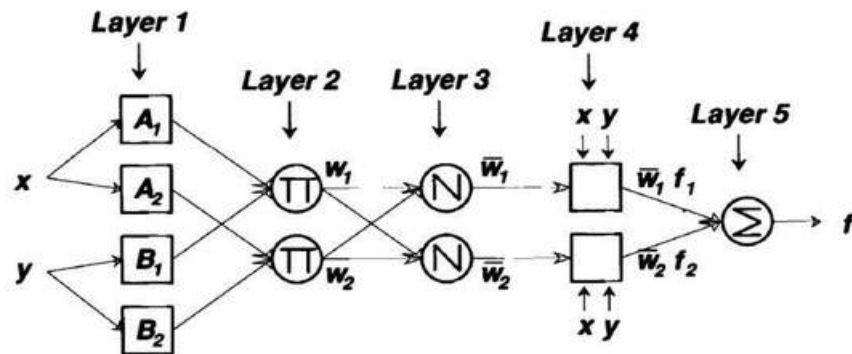 Layer 1
Layer 2
Layer 3
Layer 4
Layer 5
x
y
A₁
A₂
B₁
B₂
Π
Π
w₁
w₂
N
N
w̅₁
w̅₂
x y
x y
w̅₁ f₁
w̅₂ f₂
Σ
f